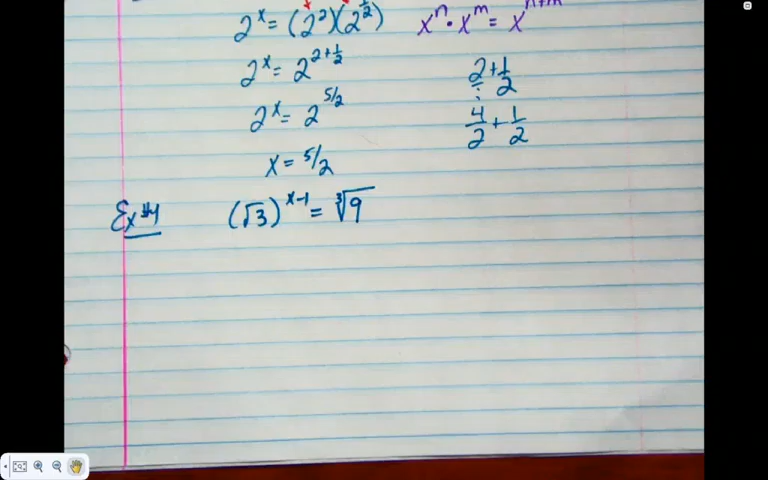 2^x = (2^2)(2^{1/2}) x^n · x^m = x^{n+m}
2^x = 2^{2+1/2} 2 + 1/2
2^x = 2^{5/2} 4/2 + 1/2
x = 5/2
Ex #4 (√3)^{x-1} = ∛9